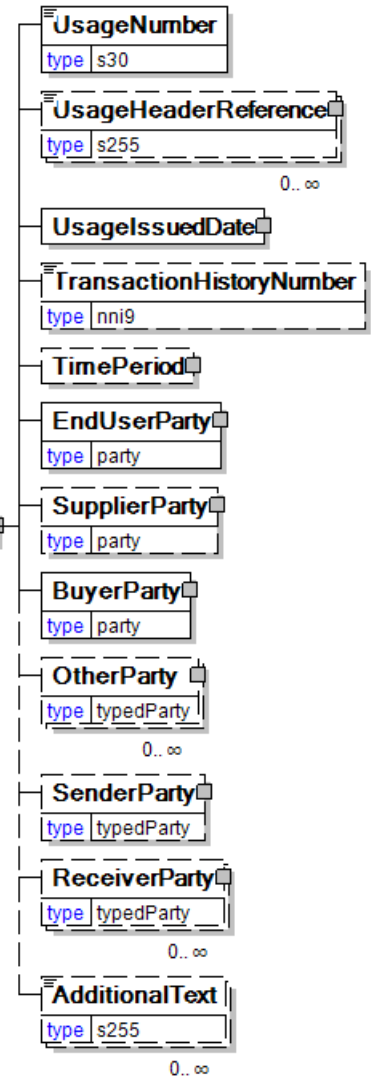 UsageNumber
type s30
UsageHeaderReference
type s255
0.. ∞
UsageIssuedDate
TransactionHistoryNumber
type nni9
TimePeriod
EndUserParty
type party
SupplierParty
type party
BuyerParty
type party
OtherParty
type typedParty
0.. ∞
SenderParty
type typedParty
ReceiverParty
type typedParty
0.. ∞
AdditionalText
type s255
0.. ∞